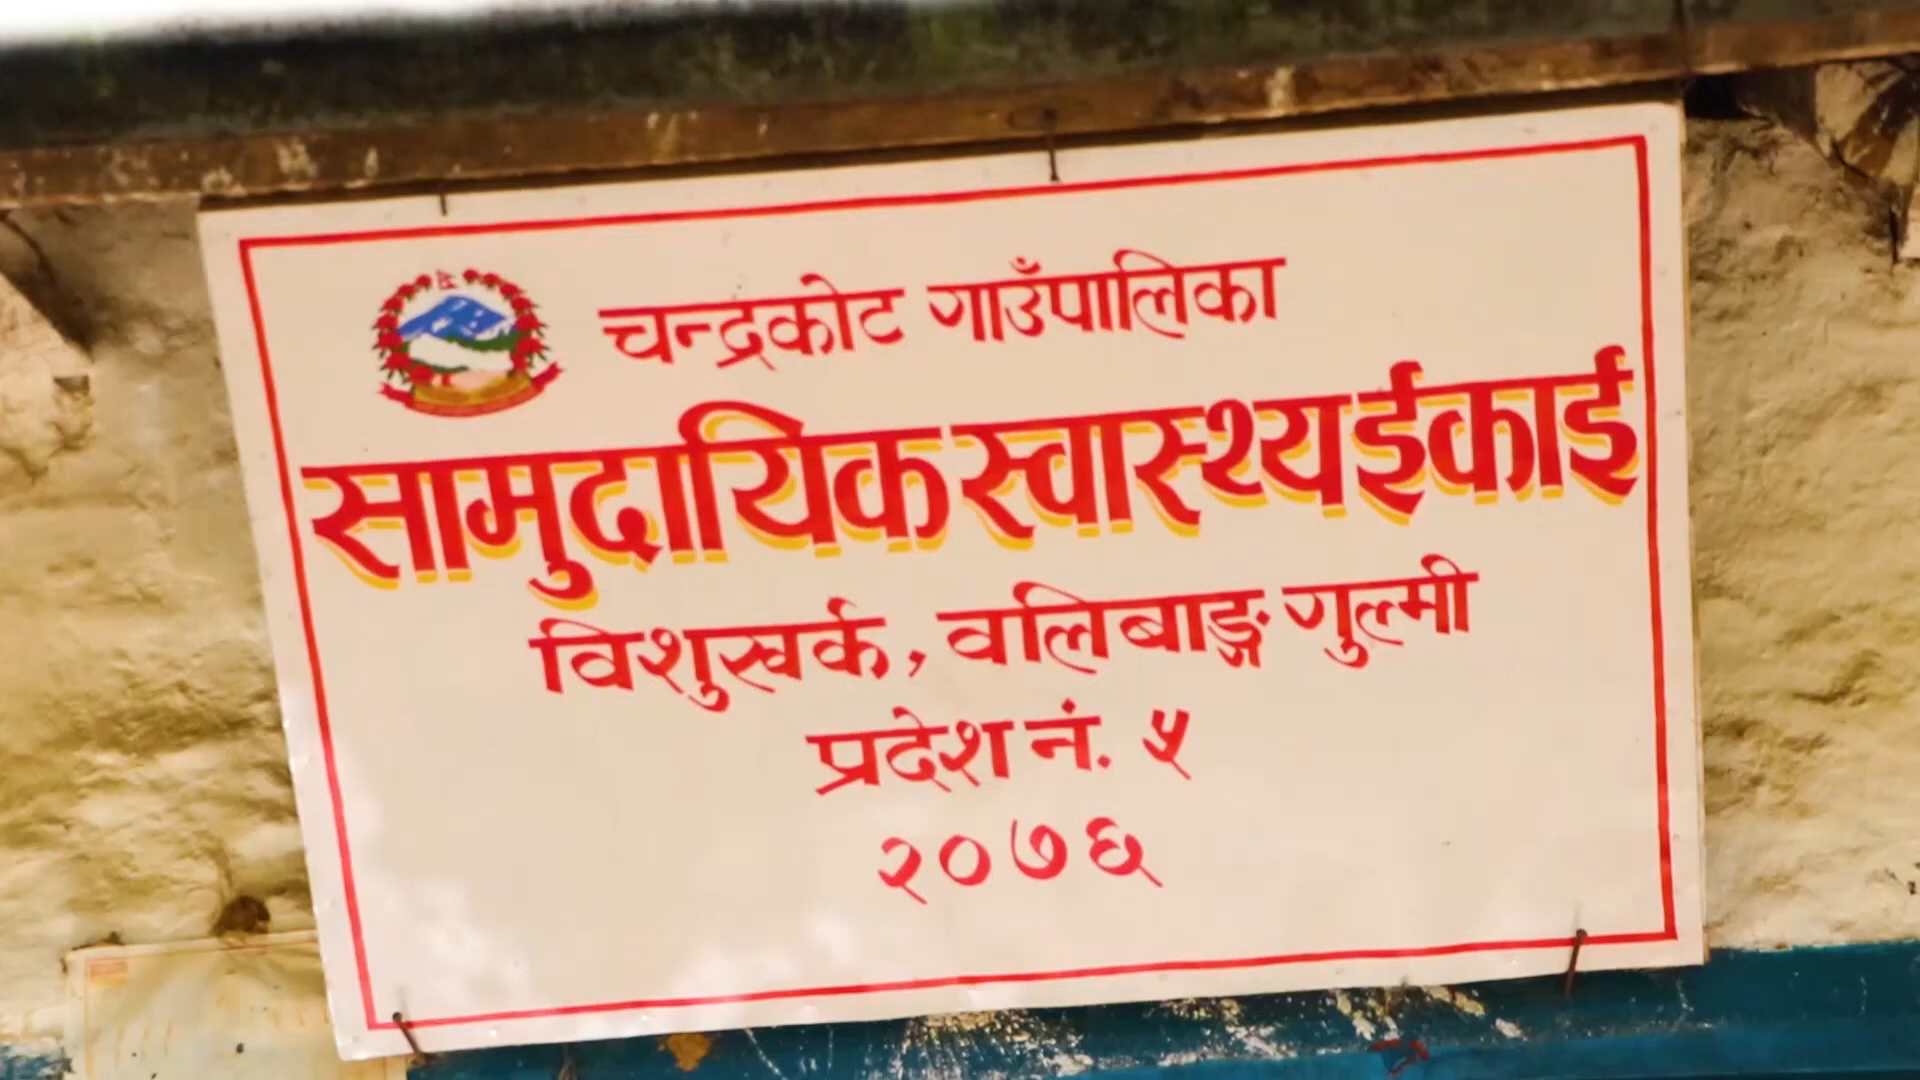 चन्द्रकोट गाउँपालिका
सामुदायिक स्वास्थ्य ईकाई
विशुखर्क, वलिबाङ्ग गुल्मी
प्रदेश नं. ५
२०७६